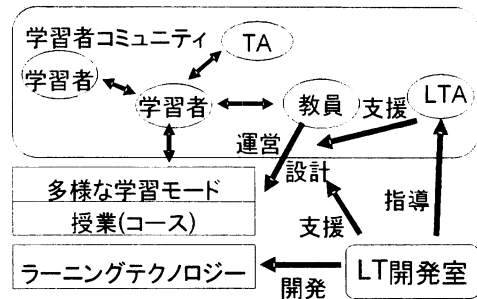 学習者コミュニティ
TA
学習者
学習者
教員
支援
LTA
運営
多様な学習モード
設計
授業(コース)
支援
指導
ラーニングテクノロジー
開発
LT開発室